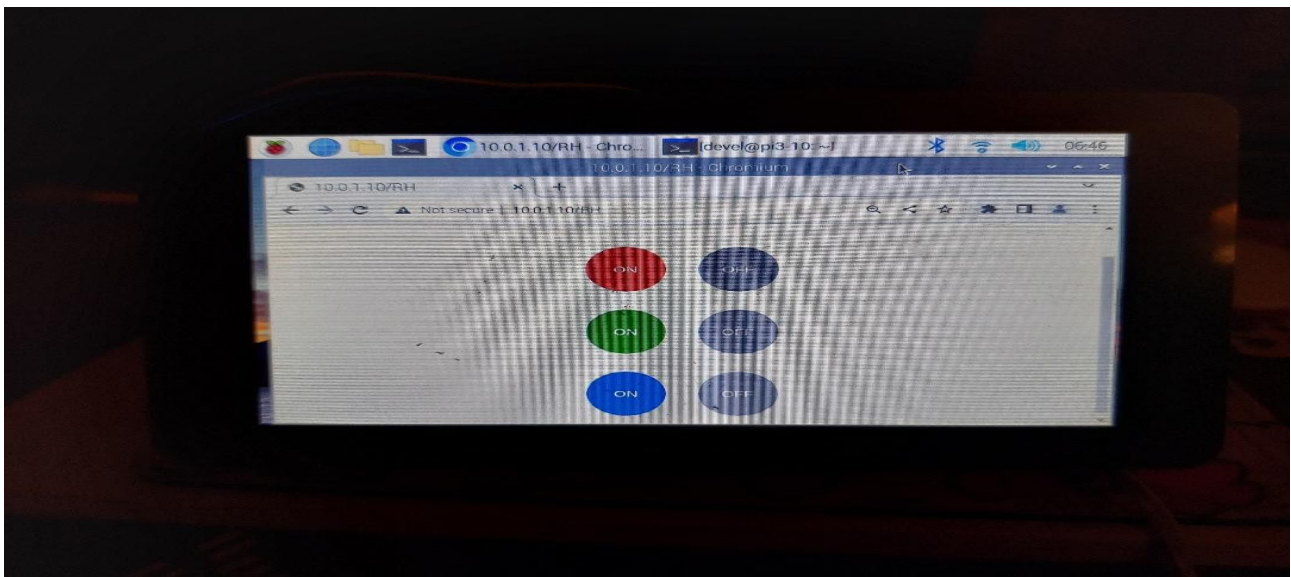 10.0.1.10/RH - Chro... [devel@pi3-10: ~] 06:46
10.0.1.10/RH - Chromium
10.0.1.10/RH
Not secure | 10.0.1.10/RH
ON OFF
ON OFF
ON OFF